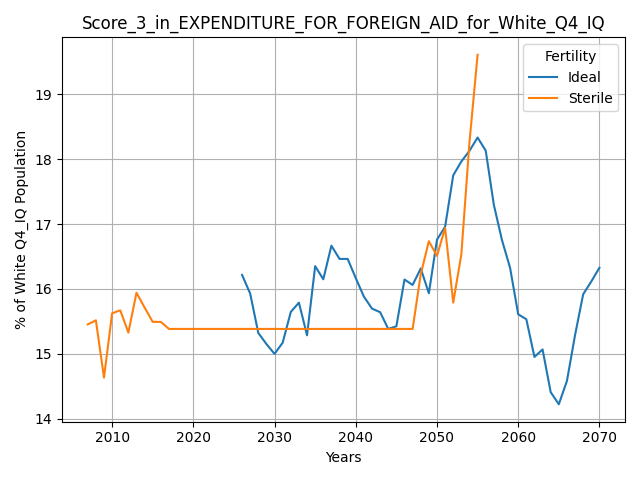 Score_3_in_EXPENDITURE_FOR_FOREIGN_AID_for_White_Q4_IQ
Fertility
Ideal
Sterile
% of White Q4_IQ Population
19
18
17
16
15
14
2010 2020 2030 2040 2050 2060 2070
Years